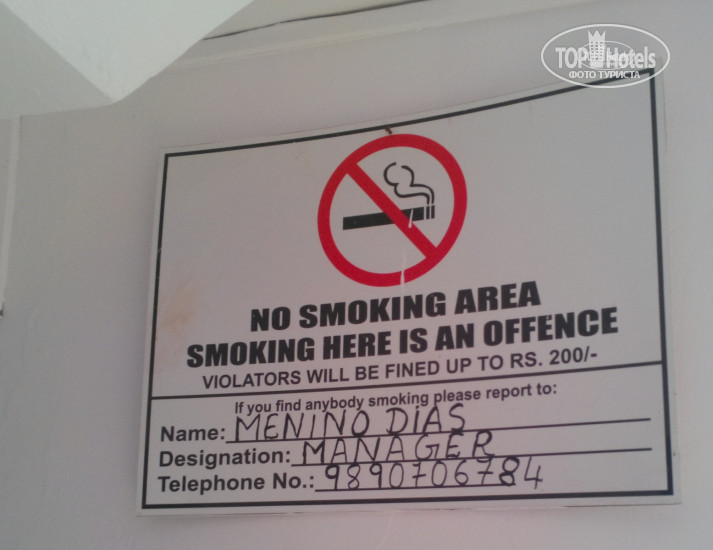 TOP Hotels
ФОТО ТУРИСТА
NO SMOKING AREA
SMOKING HERE IS AN OFFENCE
VIOLATORS WILL BE FINED UP TO RS. 200/-
If you find anybody smoking please report to:
Name: MENINO DIAS
Designation: MANAGER
Telephone No.: 9890706784